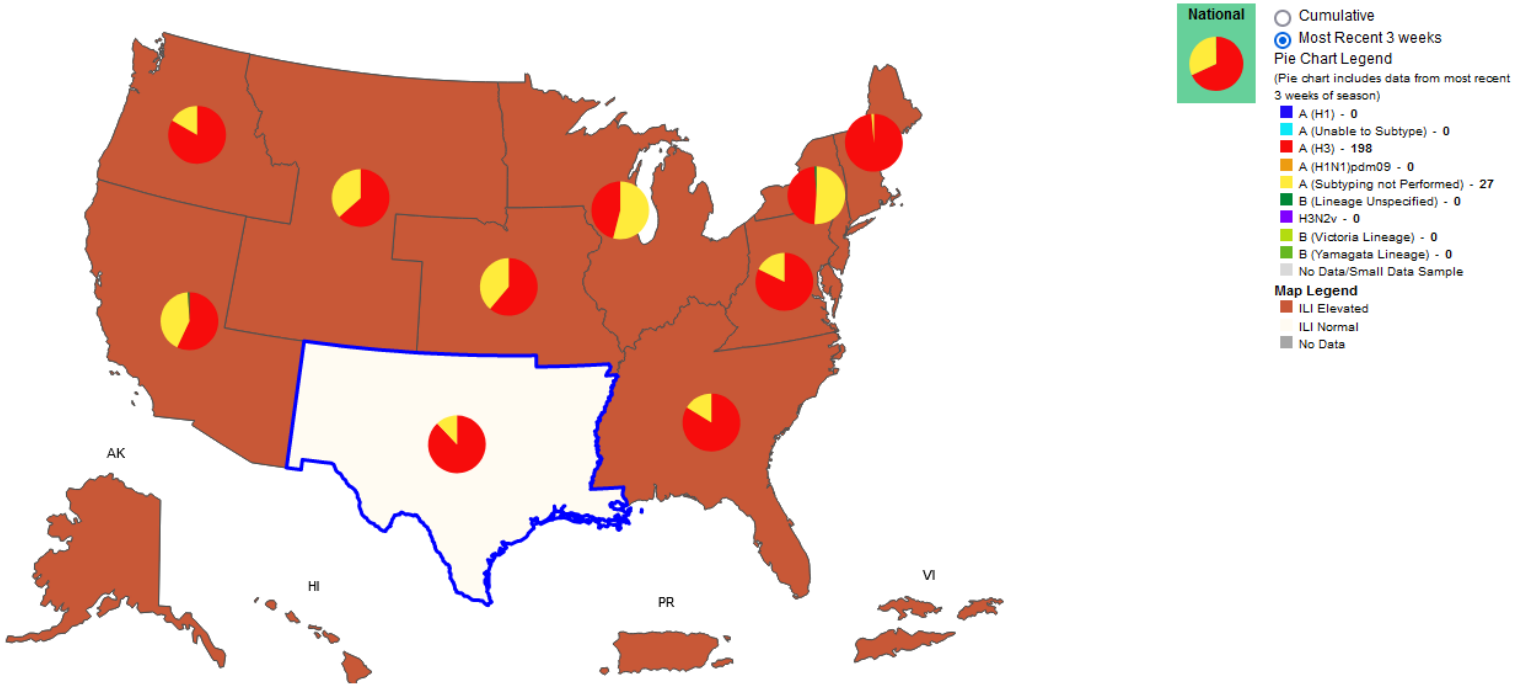 National
Cumulative
Most Recent 3 weeks
Pie Chart Legend
(Pie chart includes data from most recent
3 weeks of season)
A (H1) - 0
A (Unable to Subtype) - 0
A (H3) - 198
A (H1N1)pdm09 - 0
A (Subtyping not Performed) - 27
B (Lineage Unspecified) - 0
H3N2v - 0
B (Victoria Lineage) - 0
B (Yamagata Lineage) - 0
No Data/Small Data Sample
Map Legend
ILI Elevated
ILI Normal
No Data
AK
HI
PR
VI